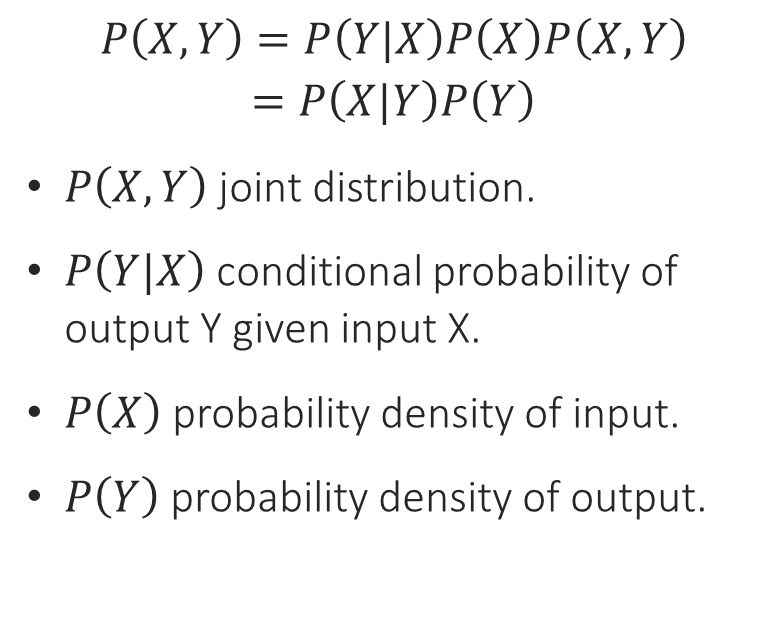 P(X, Y) = P(Y|X)P(X)P(X, Y)
= P(X|Y)P(Y)
• P(X, Y) joint distribution.
• P(Y|X) conditional probability of
output Y given input X.
• P(X) probability density of input.
• P(Y) probability density of output.